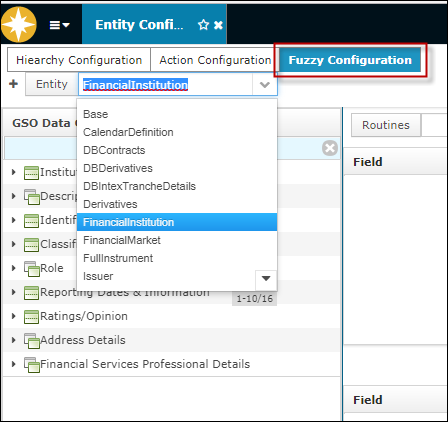 Entity Confi...
Hiearchy Configuration
Action Configuration
Fuzzy Configuration
Entity
FinancialInstitution
GSO Data
Routines
Base
CalendarDefinition
DBContracts
DBDerivatives
DBIntexTrancheDetails
Derivatives
FinancialInstitution
FinancialMarket
FullInstrument
Issuer
1-10/16
Field
Institu
Descrip
Identif
Classif
Role
Reporting Dates & Information
Ratings/Opinion
Address Details
Financial Services Professional Details
Field